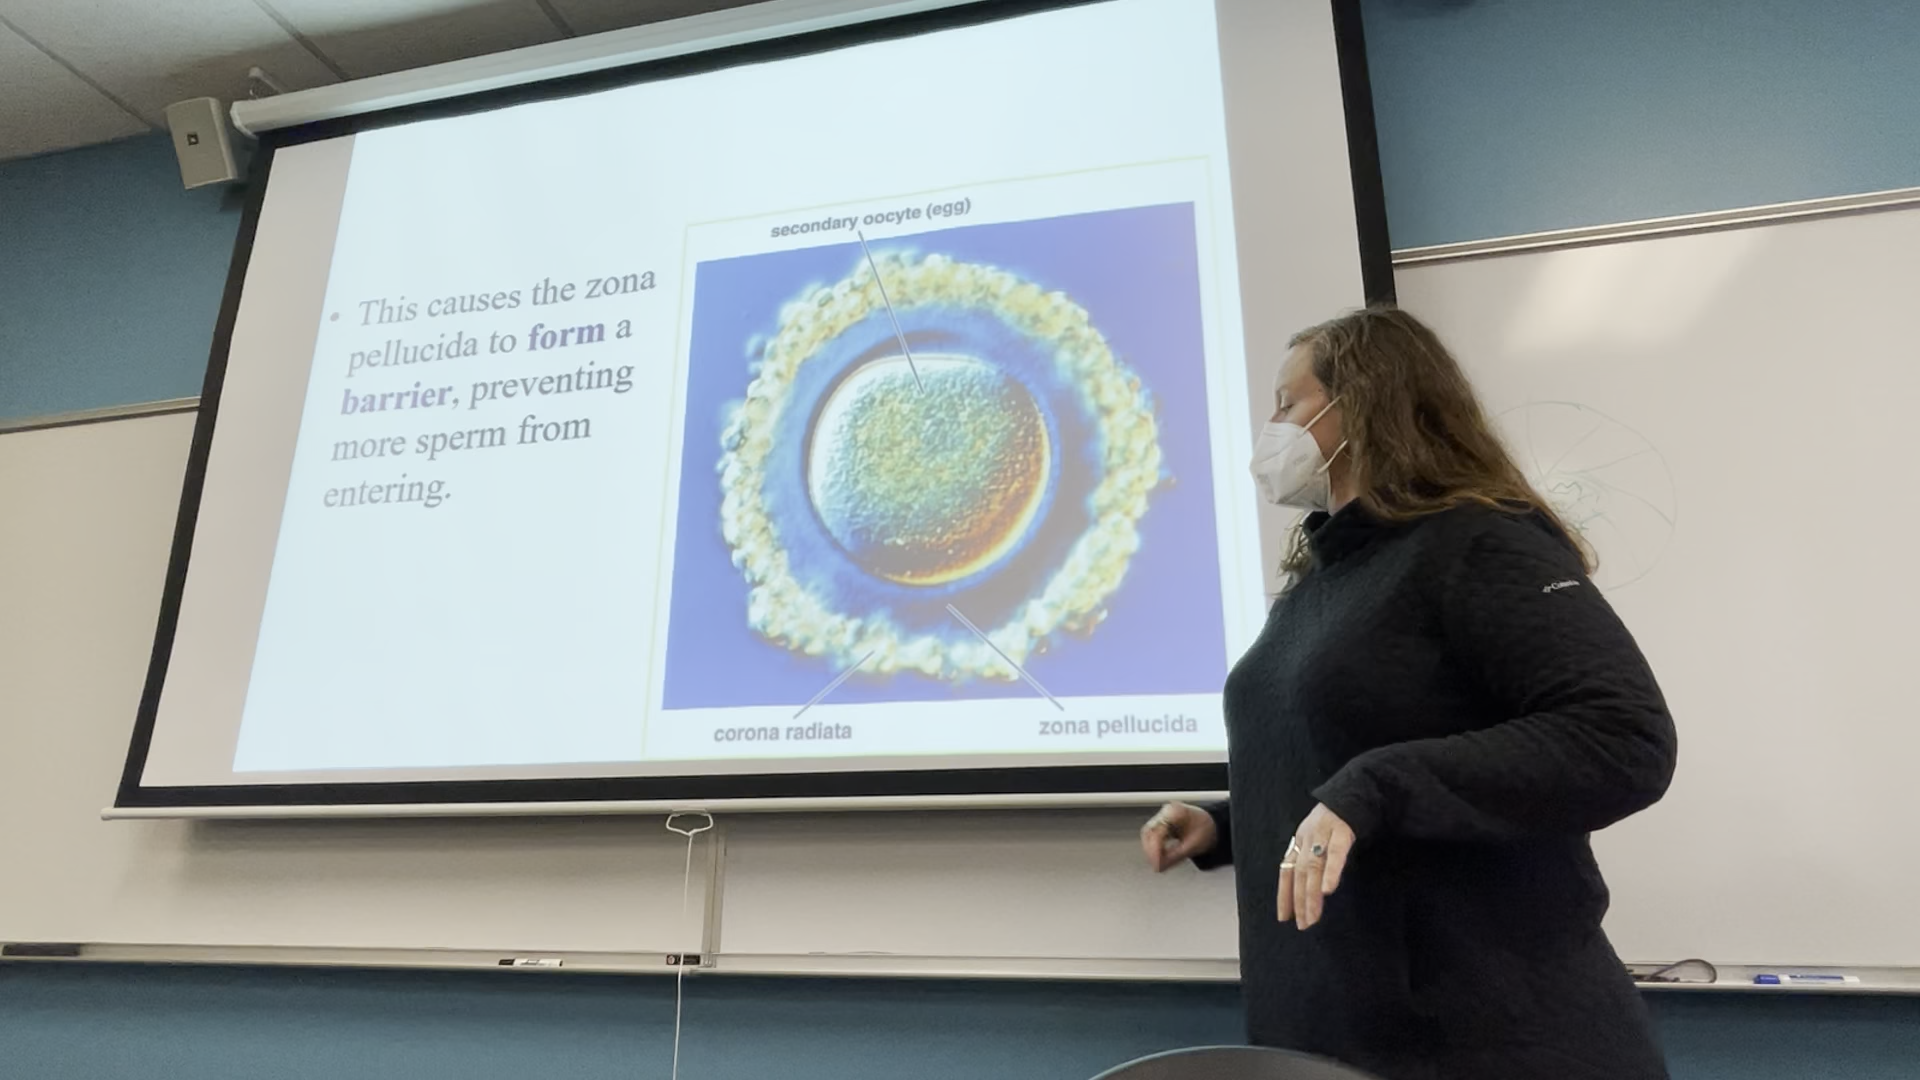 secondary oocyte (egg)
• This causes the zona
pellucida to form a
barrier, preventing
more sperm from
entering.
corona radiata
zona pellucida
Columbia